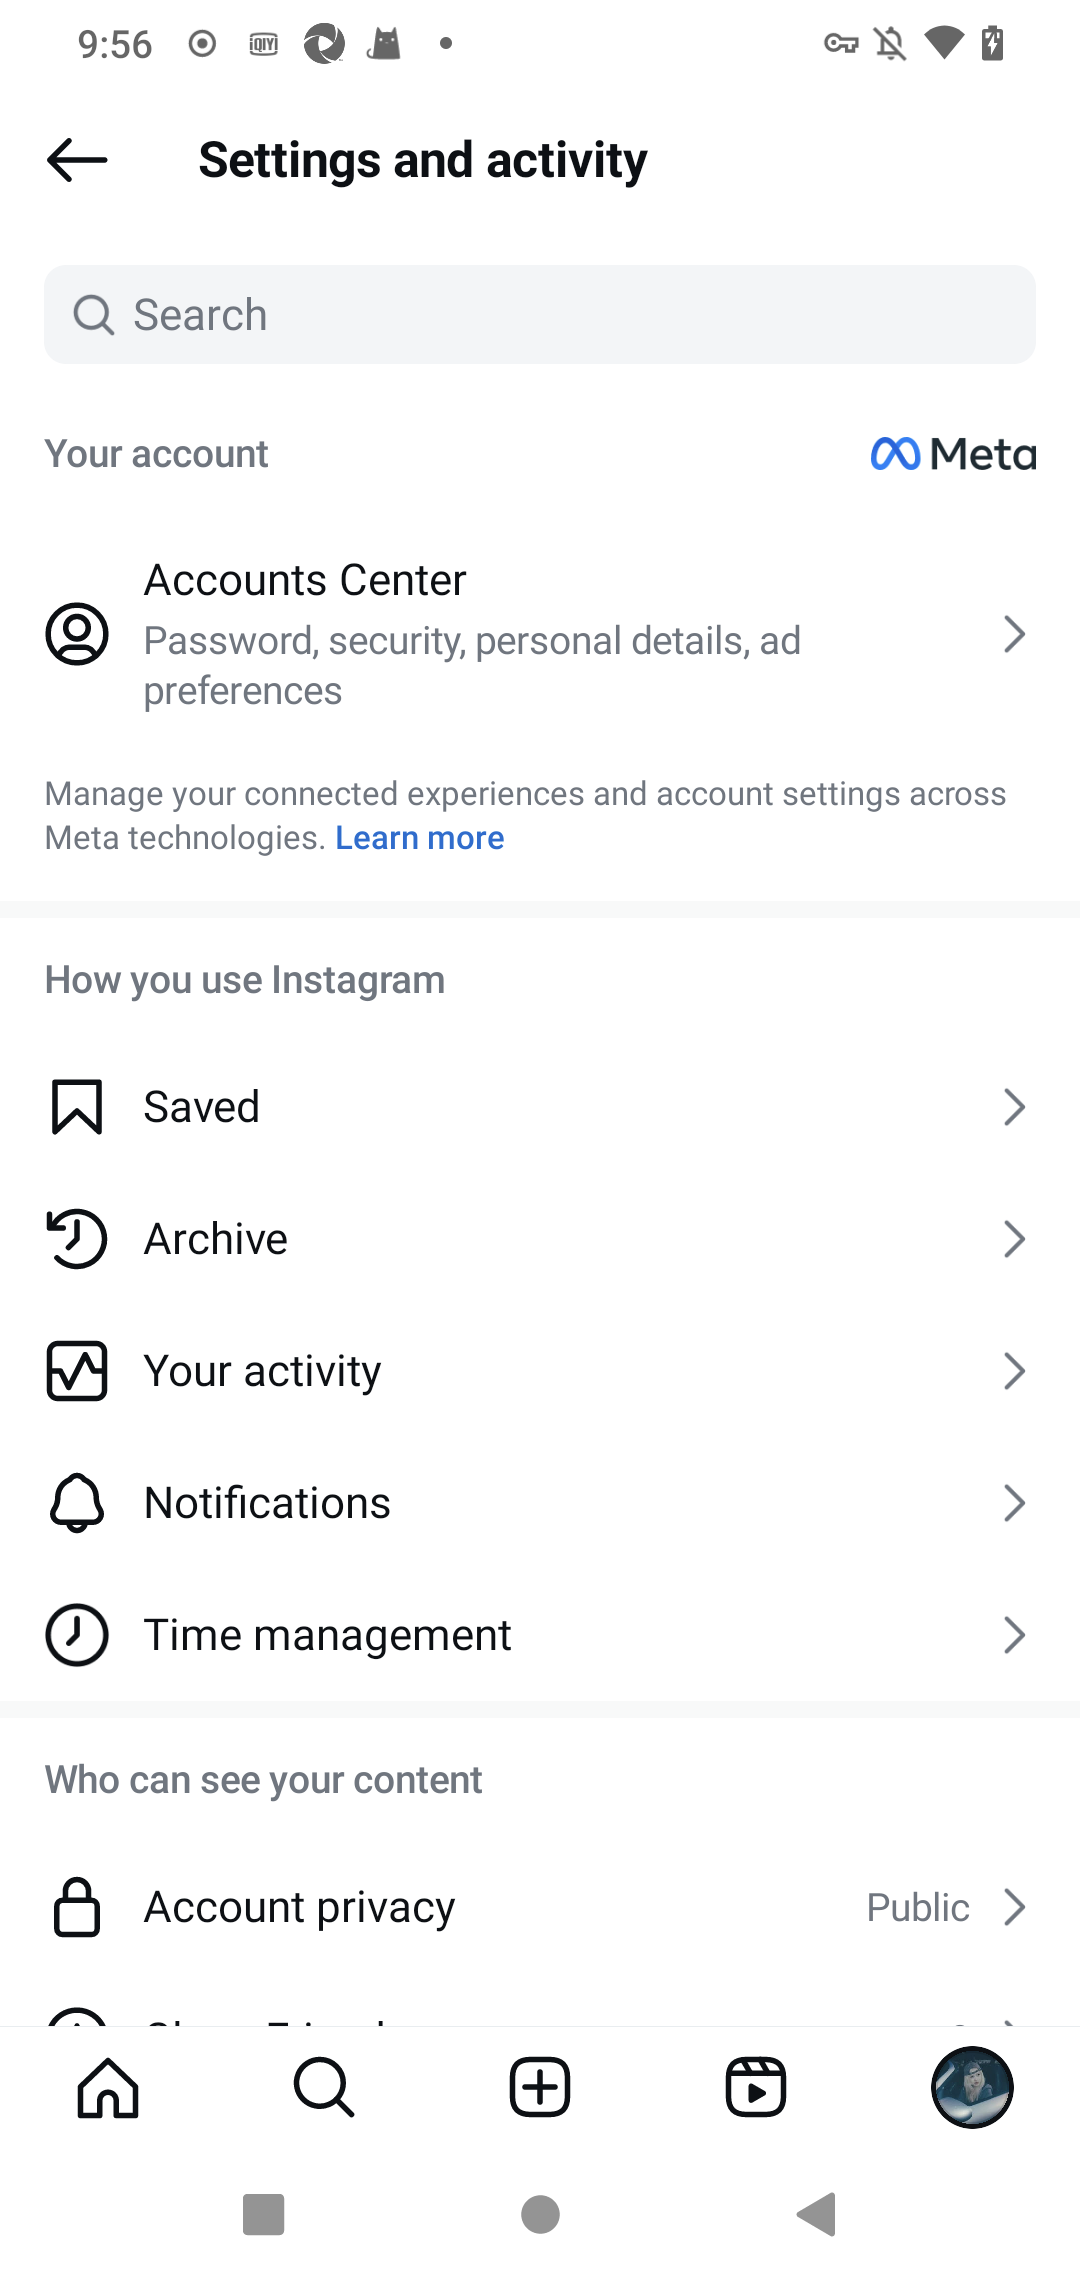 9:56
iQIYI
Settings and activity
Search
Your account
Meta
Accounts Center
Password, security, personal details, ad
preferences
Manage your connected experiences and account settings across
Meta technologies. Learn more
How you use Instagram
Saved
Archive
Your activity
Notifications
Time management
Who can see your content
Account privacy
Public